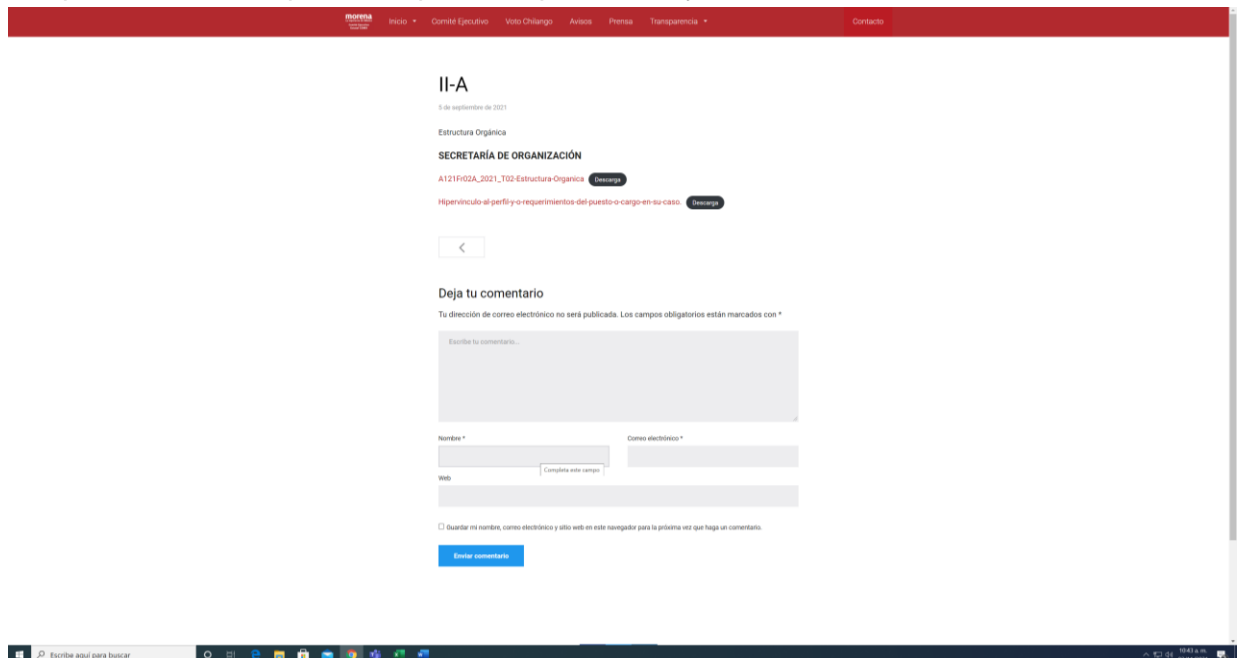 morena
Inicio Comité Ejecutivo Voto Chilango Avisos Prensa Transparencia Contacto
II-A
5 de septiembre de 2021
Estructura Orgánica
SECRETARÍA DE ORGANIZACIÓN
A121Fr02A_2021_T02-Estructura-Organica Descarga
Hipervinculo-al-perfil-y-o-requerimientos-del-puesto-o-cargo-en-su-caso. Descarga
Deja tu comentario
Tu dirección de correo electrónico no será publicada. Los campos obligatorios están marcados con *
Escribe tu comentario...
Nombre * Correo electrónico *
Completa este campo
Web
Guardar mi nombre, correo electrónico y sitio web en este navegador para la próxima vez que haga un comentario.
Enviar comentario
Escribe aquí para buscar
10:43 a. m.